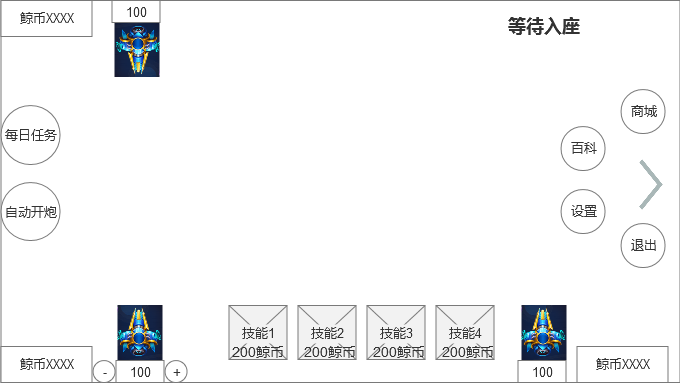 鲸币XXXX
100
等待入座
商城
每日任务
百科
自动开炮
设置
退出
技能1
200鲸币
技能2
200鲸币
技能3
200鲸币
技能4
200鲸币
鲸币XXXX
-
100
+
100
鲸币XXXX